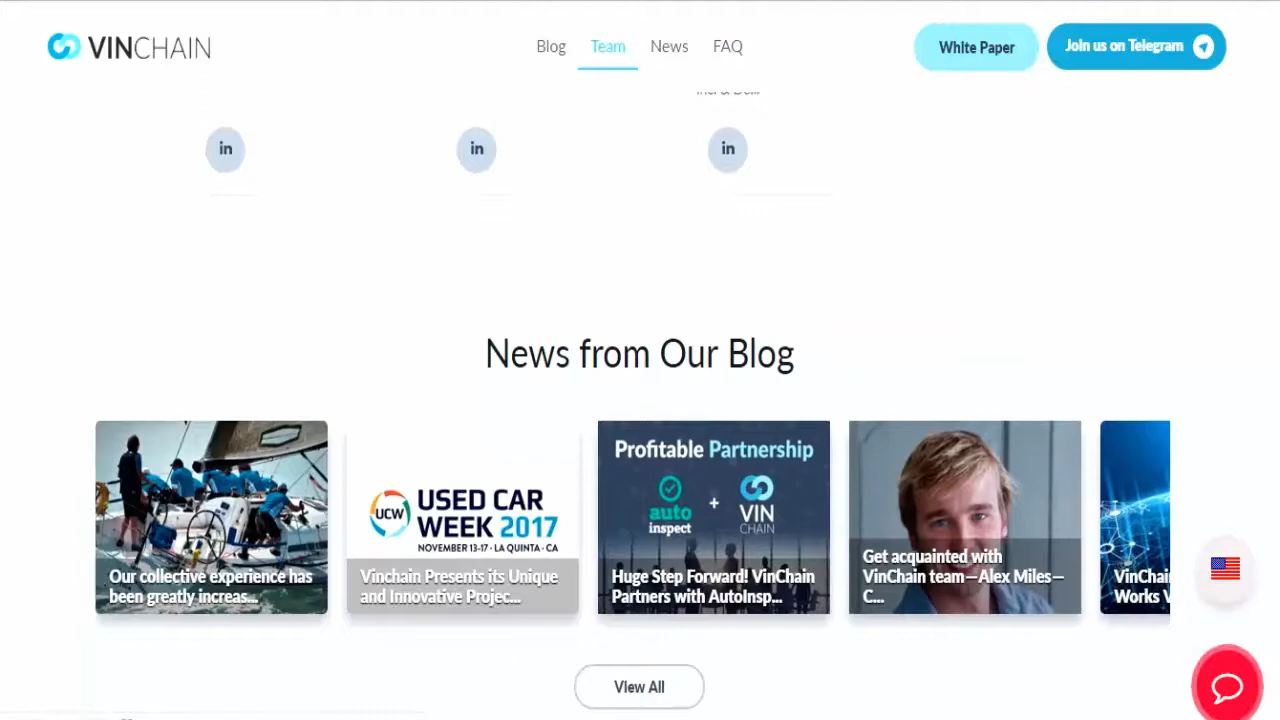 VINCHAIN
Blog
Team
News
FAQ
White Paper
Join us on Telegram
in
in
in
News from Our Blog
Our collective experience has
been greatly increas...
UCW
USED CAR
WEEK 2017
NOVEMBER 13-17 · LA QUINTA · CA
Vinchain Presents its Unique
and Innovative Projec...
Profitable Partnership
auto
inspect
+
VIN
CHAIN
Huge Step Forward! VinChain
Partners with AutoInsp...
Get acquainted with
VinChain team—Alex Miles—
C...
VinChai
Works
View All